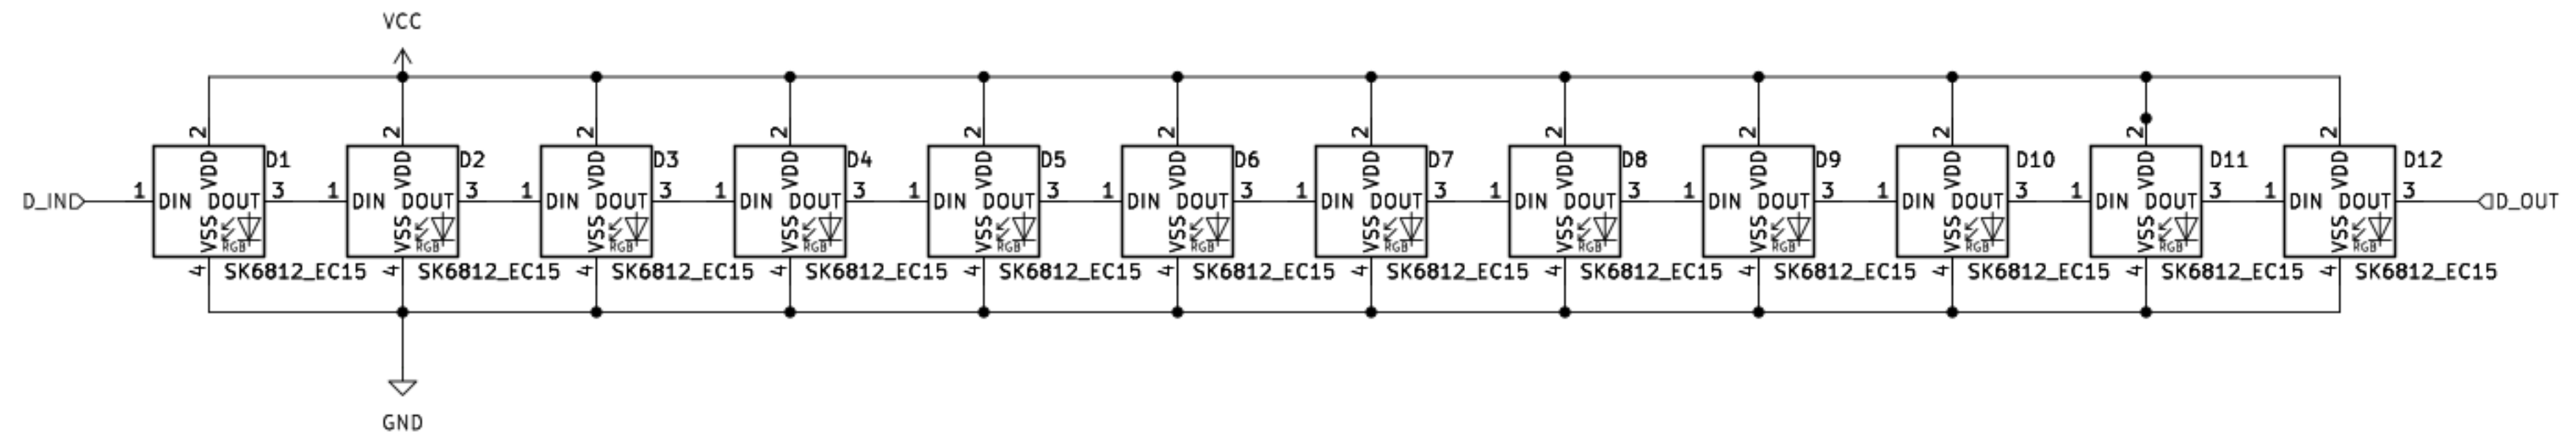 VCC
2 2 2 2 2 2 2 2 2 2 2 2
D1 D2 D3 D4 D5 D6 D7 D8 D9 D10 D11 D12
VDD VDD VDD VDD VDD VDD VDD VDD VDD VDD VDD VDD
D_IN 1 DIN DOUT 3 1 DIN DOUT 3 1 DIN DOUT 3 1 DIN DOUT 3 1 DIN DOUT 3 1 DIN DOUT 3 1 DIN DOUT 3 1 DIN DOUT 3 1 DIN DOUT 3 1 DIN DOUT 3 1 DIN DOUT 3 1 DIN DOUT 3 D_OUT
VSS VSS VSS VSS VSS VSS VSS VSS VSS VSS VSS VSS
RGB RGB RGB RGB RGB RGB RGB RGB RGB RGB RGB RGB
4 SK6812_EC15 4 SK6812_EC15 4 SK6812_EC15 4 SK6812_EC15 4 SK6812_EC15 4 SK6812_EC15 4 SK6812_EC15 4 SK6812_EC15 4 SK6812_EC15 4 SK6812_EC15 4 SK6812_EC15 4 SK6812_EC15
GND